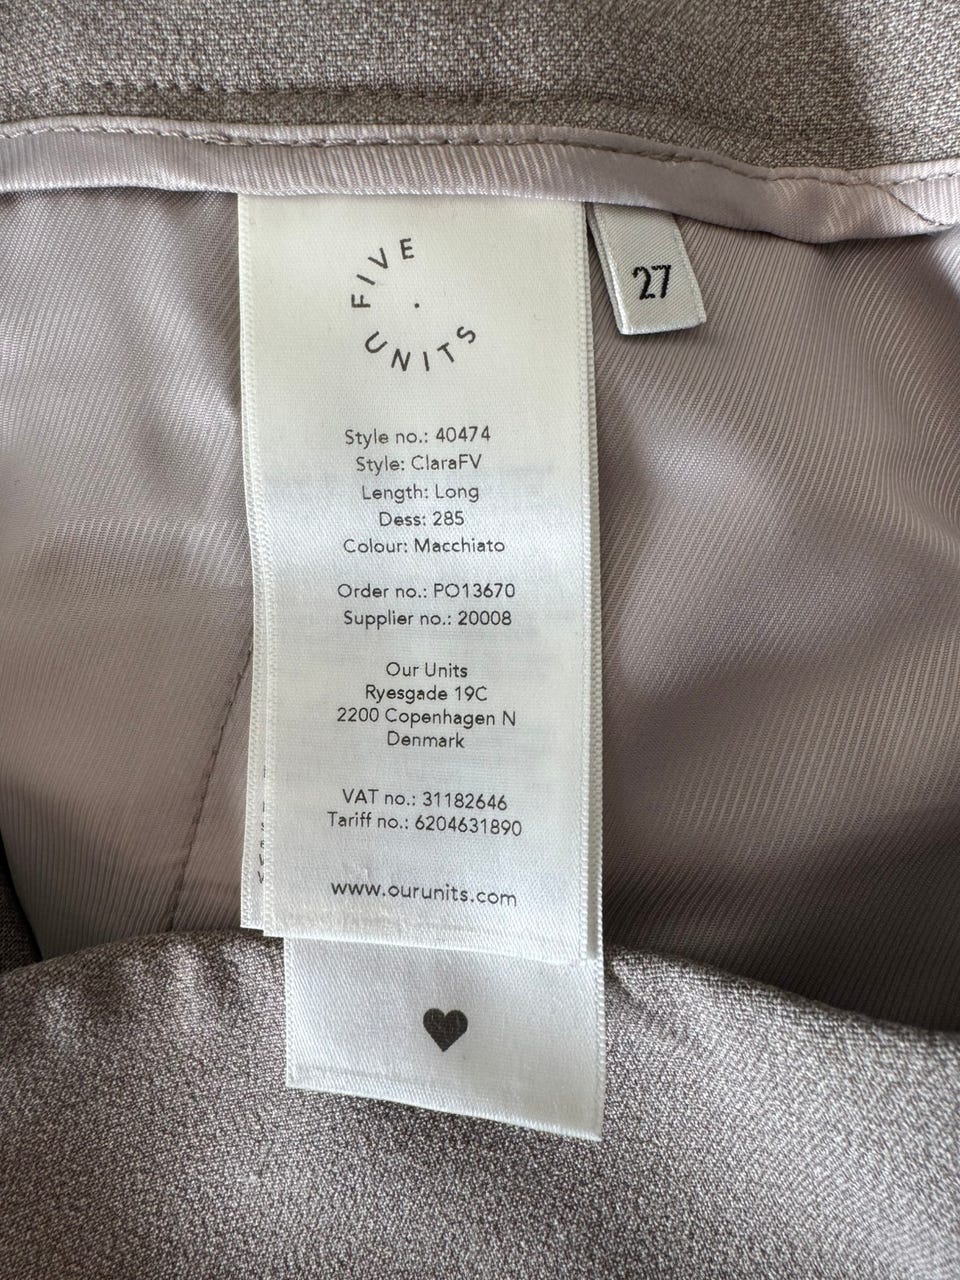 FIVE
UNITS
27
Style no.: 40474
Style: ClaraFV
Length: Long
Dess: 285
Colour: Macchiato
Order no.: PO13670
Supplier no.: 20008
Our Units
Ryesgade 19C
2200 Copenhagen N
Denmark
VAT no.: 31182646
Tariff no.: 6204631890
www.ourunits.com